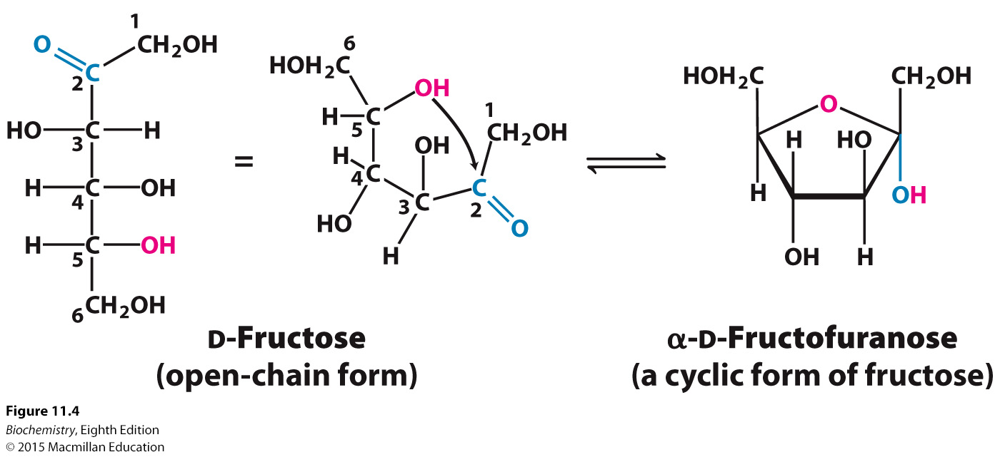 1
O CH₂OH
C
2
HO C H
3
H C OH
4
H C OH
5
6 CH₂OH
=
6
HOH₂C
OH
H C
5
1
CH₂OH
OH
H
4 C
C
3 C 2
HO
O
H
HOH₂C CH₂OH
O
H HO
H OH
OH H
D-Fructose
(open-chain form)
α-D-Fructofuranose
(a cyclic form of fructose)
Figure 11.4
Biochemistry, Eighth Edition
© 2015 Macmillan Education